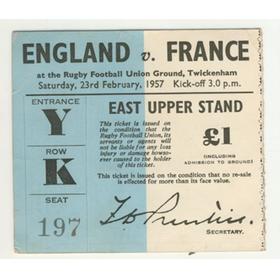 ENGLAND v. FRANCE
at the Rugby Football Union Ground, Twickenham
Saturday, 23rd February, 1957 Kick-off 3.0 p.m.
ENTRANCE
Y
ROW
K
SEAT
197
EAST UPPER STAND
This ticket is issued on
the condition that the
Rugby Football Union, its
servants or agents will
not be liable for any loss
or injury or damage howso-
ever caused to the holder
of this ticket.
£1
(INCLUDING
ADMISSION TO GROUND)
This ticket is issued on the condition that no re-sale
is effected for more than its face value.
SECRETARY.